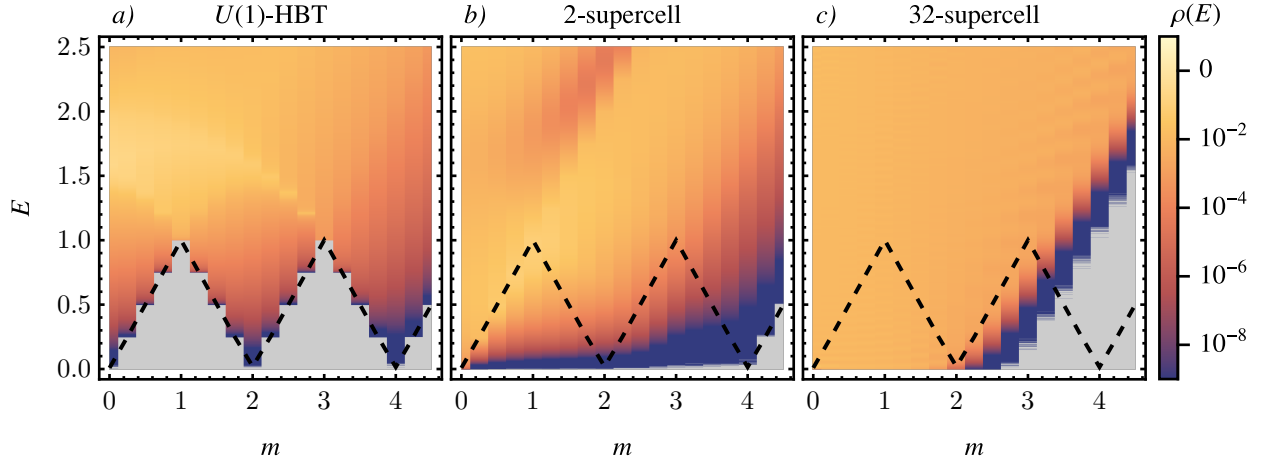 a) U(1)-HBT b) 2-supercell c) 32-supercell ρ(E)
2.5
2.0
1.5
1.0
0.5
0.0
E
0
10⁻²
10⁻⁴
10⁻⁶
10⁻⁸
0 1 2 3 4 0 1 2 3 4 0 1 2 3 4
m m m